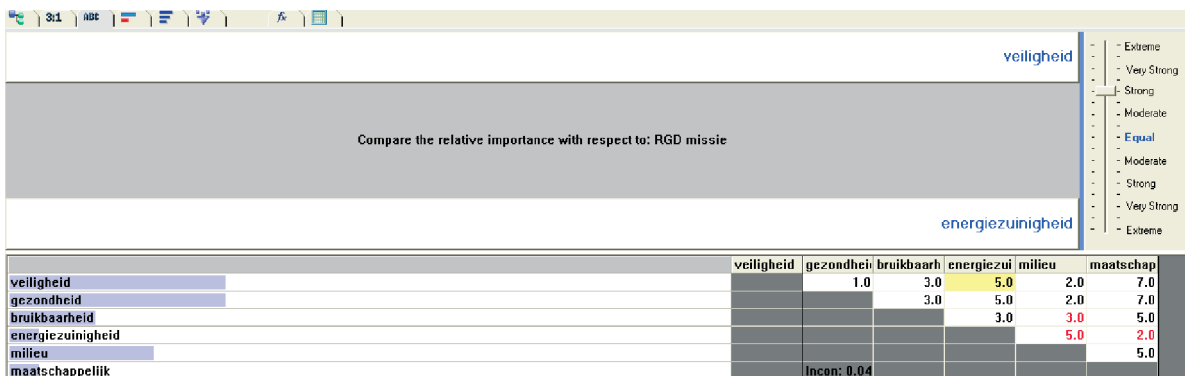 3:1 ABC fx
veiligheid
Compare the relative importance with respect to: RGD missie
energiezuinigheid
Extreme
Very Strong
Strong
Moderate
Equal
Moderate
Strong
Very Strong
Extreme
veiligheid gezondhei bruikbaarh energiezui milieu maatschap
veiligheid 1.0 3.0 5.0 2.0 7.0
gezondheid 3.0 5.0 2.0 7.0
bruikbaarheid 3.0 3.0 5.0
energiezuinigheid 5.0 2.0
milieu 5.0
maatschappelijk Incon: 0.04